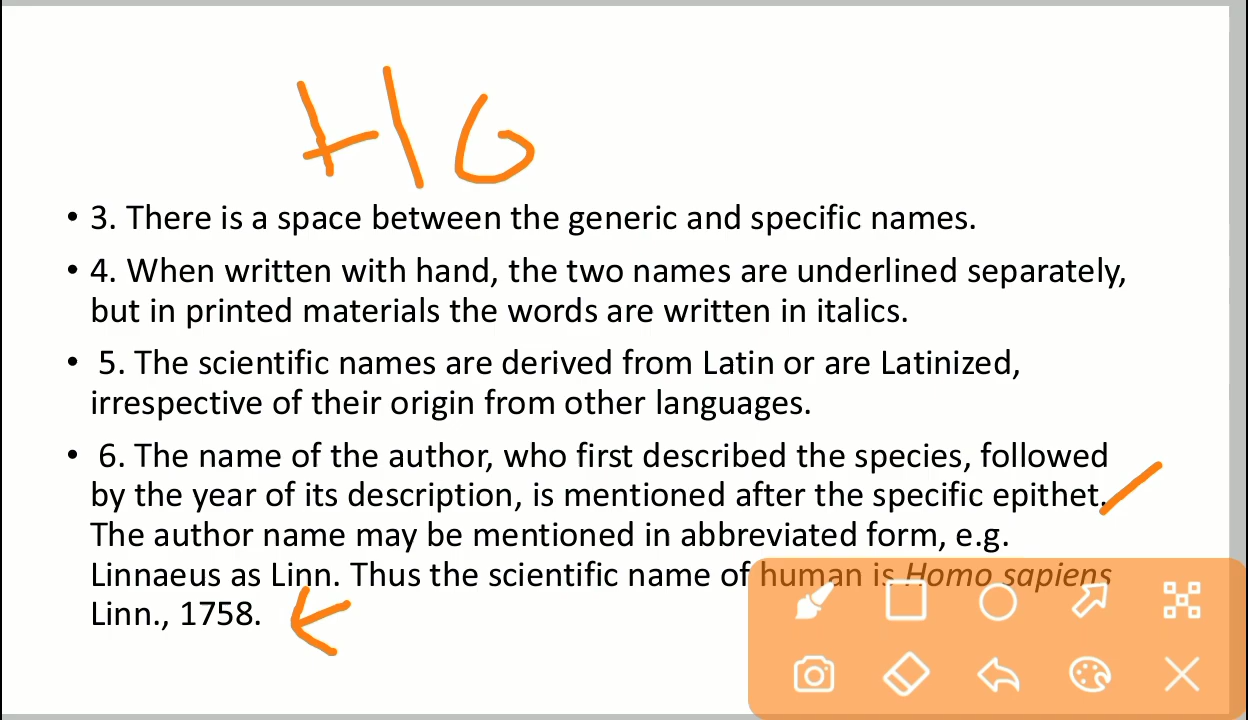 Ho
• 3. There is a space between the generic and specific names.
• 4. When written with hand, the two names are underlined separately,
but in printed materials the words are written in italics.
• 5. The scientific names are derived from Latin or are Latinized,
irrespective of their origin from other languages.
• 6. The name of the author, who first described the species, followed
by the year of its description, is mentioned after the specific epithet.
The author name may be mentioned in abbreviated form, e.g.
Linnaeus as Linn. Thus the scientific name of human is Homo sapiens
Linn., 1758.